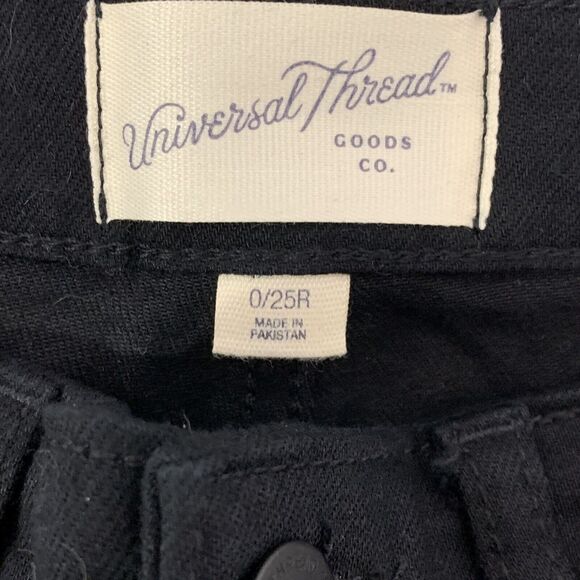 Universal Thread™
GOODS
CO.
0/25R
MADE IN
PAKISTAN